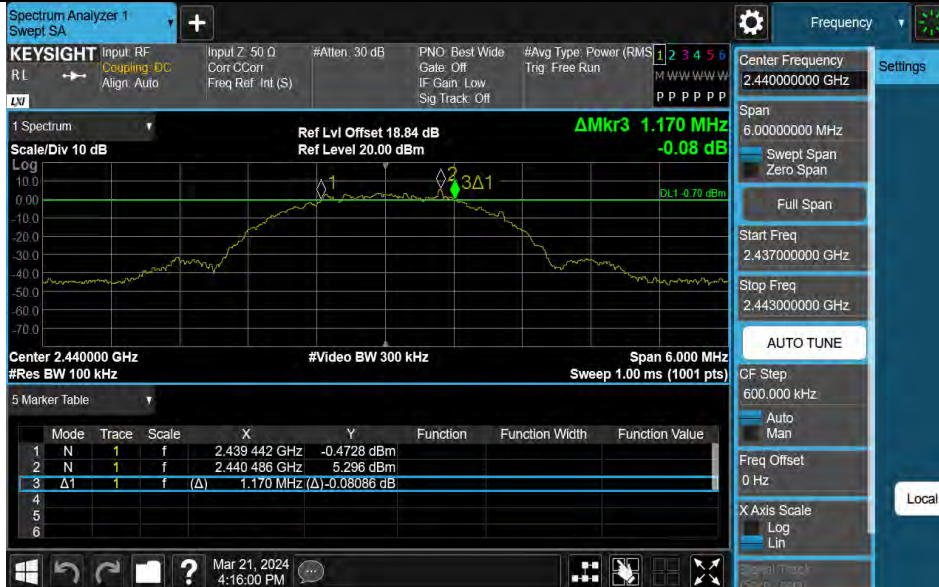 Spectrum Analyzer 1
Swept SA
+
Frequency
KEYSIGHT
RL
LXI
Input: RF
Coupling: DC
Align: Auto
Input Z: 50 Ω
Corr CCorr
Freq Ref: Int (S)
#Atten: 30 dB
PNO: Best Wide
Gate: Off
IF Gain: Low
Sig Track: Off
#Avg Type: Power (RMS
Trig: Free Run
1 2 3 4 5 6
M W W W W W
P P P P P P
1 Spectrum
Scale/Div 10 dB
Ref Lvl Offset 18.84 dB
Ref Level 20.00 dBm
ΔMkr3 1.170 MHz
-0.08 dB
Log
10.0
0.00
-10.0
-20.0
-30.0
-40.0
-50.0
-60.0
-70.0
1
2
3Δ1
DL1 -0.70 dBm
Center 2.440000 GHz
#Video BW 300 kHz
Span 6.000 MHz
#Res BW 100 kHz
Sweep 1.00 ms (1001 pts)
5 Marker Table
Mode Trace Scale X Y Function Function Width Function Value
1 N 1 f 2.439 442 GHz -0.4728 dBm
2 N 1 f 2.440 486 GHz 5.296 dBm
3 Δ1 1 f (Δ) 1.170 MHz (Δ) -0.08086 dB
4
5
6
?
Mar 21, 2024
4:16:00 PM
Center Frequency
2.440000000 GHz
Settings
Span
6.00000000 MHz
Swept Span
Zero Span
Full Span
Start Freq
2.437000000 GHz
Stop Freq
2.443000000 GHz
AUTO TUNE
CF Step
600.000 kHz
Auto
Man
Freq Offset
0 Hz
X Axis Scale
Log
Lin
Local
Signal Track